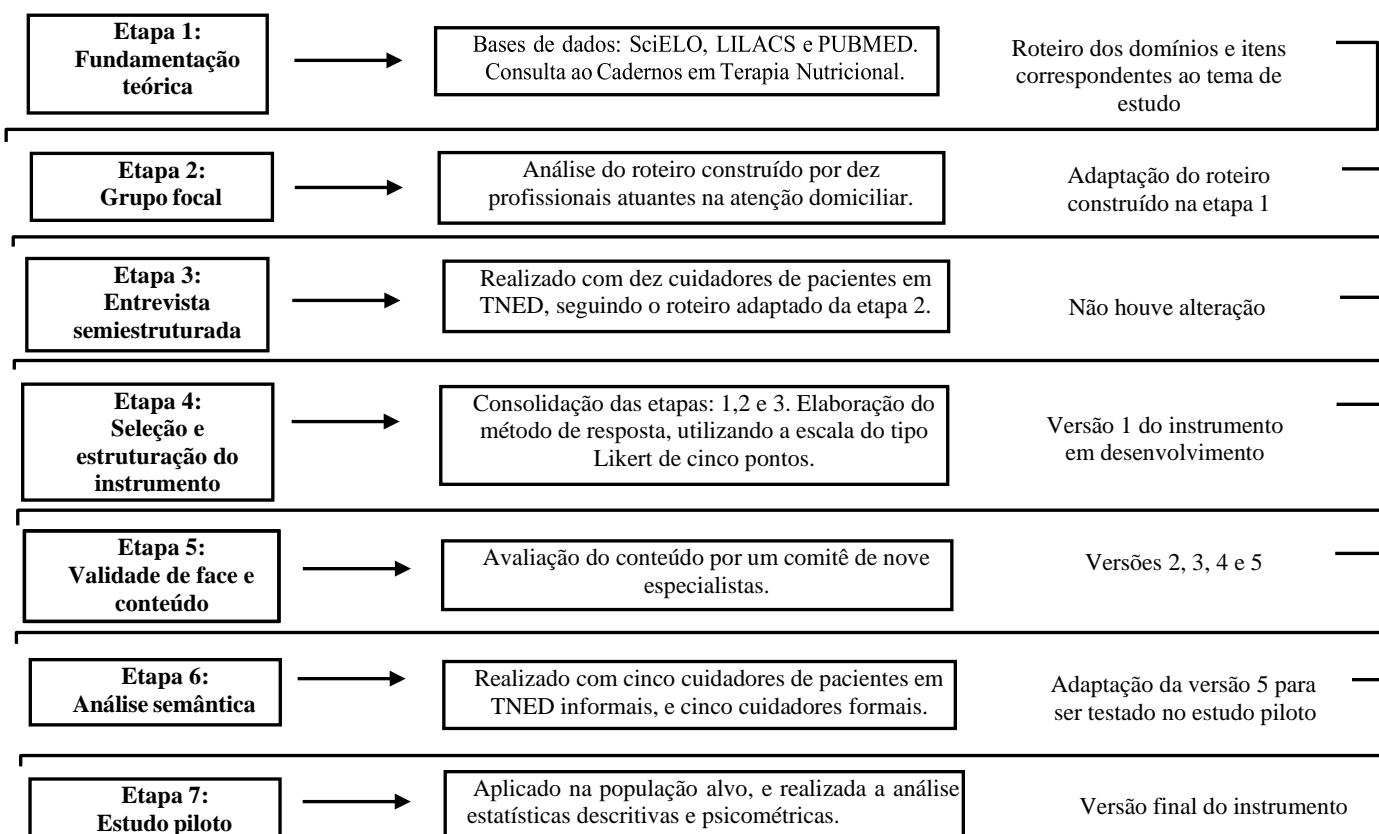 Etapa 1:
Fundamentação
teórica
Bases de dados: SciELO, LILACS e PUBMED.
Consulta ao Cadernos em Terapia Nutricional.
Roteiro dos domínios e itens
correspondentes ao tema de
estudo
Etapa 2:
Grupo focal
Análise do roteiro construído por dez
profissionais atuantes na atenção domiciliar.
Adaptação do roteiro
construído na etapa 1
Etapa 3:
Entrevista
semiestruturada
Realizado com dez cuidadores de pacientes em
TNED, seguindo o roteiro adaptado da etapa 2.
Não houve alteração
Etapa 4:
Seleção e
estruturação do
instrumento
Consolidação das etapas: 1,2 e 3. Elaboração do
método de resposta, utilizando a escala do tipo
Likert de cinco pontos.
Versão 1 do instrumento
em desenvolvimento
Etapa 5:
Validade de face e
conteúdo
Avaliação do conteúdo por um comitê de nove
especialistas.
Versões 2, 3, 4 e 5
Etapa 6:
Análise semântica
Realizado com cinco cuidadores de pacientes em
TNED informais, e cinco cuidadores formais.
Adaptação da versão 5 para
ser testado no estudo piloto
Etapa 7:
Estudo piloto
Aplicado na população alvo, e realizada a análise
estatísticas descritivas e psicométricas.
Versão final do instrumento